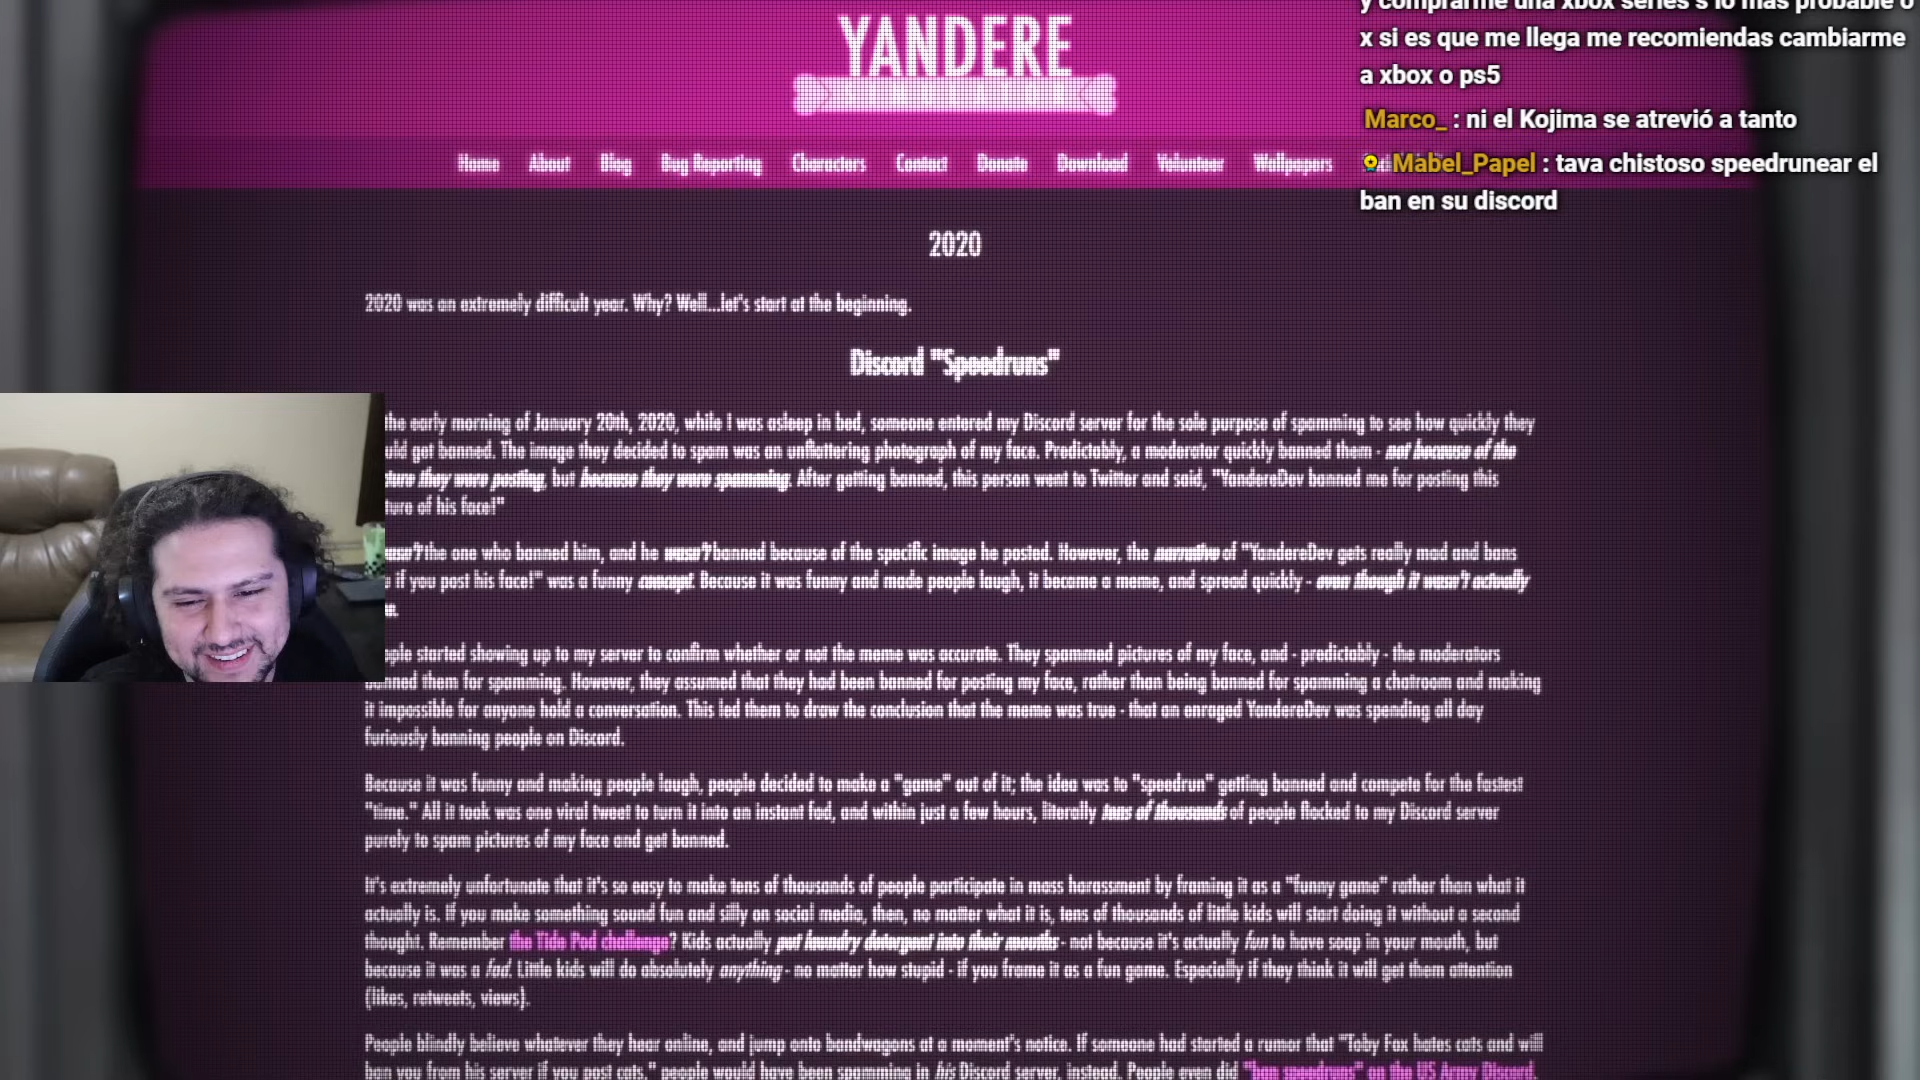 YANDERE
Home About Blog Bug Reporting Characters Contact Donate Download Volunteer Wallpapers
y comprarme una xbox series s lo mas probable o
x si es que me llega me recomiendas cambiarme
a xbox o ps5
Marco_ : ni el Kojima se atrevió a tanto
Mabel_Papel : tava chistoso speedrunear el
ban en su discord
2020
2020 was an extremely difficult year. Why? Well...let's start at the beginning.
Discord "Speedruns"
the early morning of January 20th, 2020, while I was asleep in bed, someone entered my Discord server for the sole purpose of spamming to see how quickly they
get banned. The image they decided to spam was an unflattering photograph of my face. Predictably, a moderator quickly banned them - not because of the
they were posting, but because they were spamming. After getting banned, this person went to Twitter and said, "YandereDev banned me for posting this
of his face!"
the one who banned him, and he wasn't banned because of the specific image he posted. However, the narrative of "YandereDev gets really mad and bans
if you post his face!" was a funny concept. Because it was funny and made people laugh, it became a meme, and spread quickly - even though it wasn't actually
started showing up to my server to confirm whether or not the meme was accurate. They spammed pictures of my face, and - predictably - the moderators
banned them for spamming. However, they assumed that they had been banned for posting my face, rather than being banned for spamming a chatroom and making
it impossible for anyone hold a conversation. This led them to draw the conclusion that the meme was true - that an enraged YandereDev was spending all day
furiously banning people on Discord.
Because it was funny and making people laugh, people decided to make a "game" out of it; the idea was to "speedrun" getting banned and compete for the fastest
"time." All it took was one viral tweet to turn it into an instant fad, and within just a few hours, literally tens of thousands of people flocked to my Discord server
purely to spam pictures of my face and get banned.
It's extremely unfortunate that it's so easy to make tens of thousands of people participate in mass harassment by framing it as a "funny game" rather than what it
actually is. If you make something sound fun and silly on social media, then, no matter what it is, tens of thousands of little kids will start doing it without a second
thought. Remember the Tide Pod challenge? Kids actually put laundry detergent into their mouths - not because it's actually fun to have soap in your mouth, but
because it was a fad. Little kids will do absolutely anything - no matter how stupid - if you frame it as a fun game. Especially if they think it will get them attention
(likes, retweets, views).
People blindly believe whatever they hear online, and jump onto bandwagons at a moment's notice. If someone had started a rumor that "Toby Fox hates cats and will
ban you from his server if you post cats," people would have been spamming in his Discord server, instead. People even did "ban speedruns" on the US Army Discord.